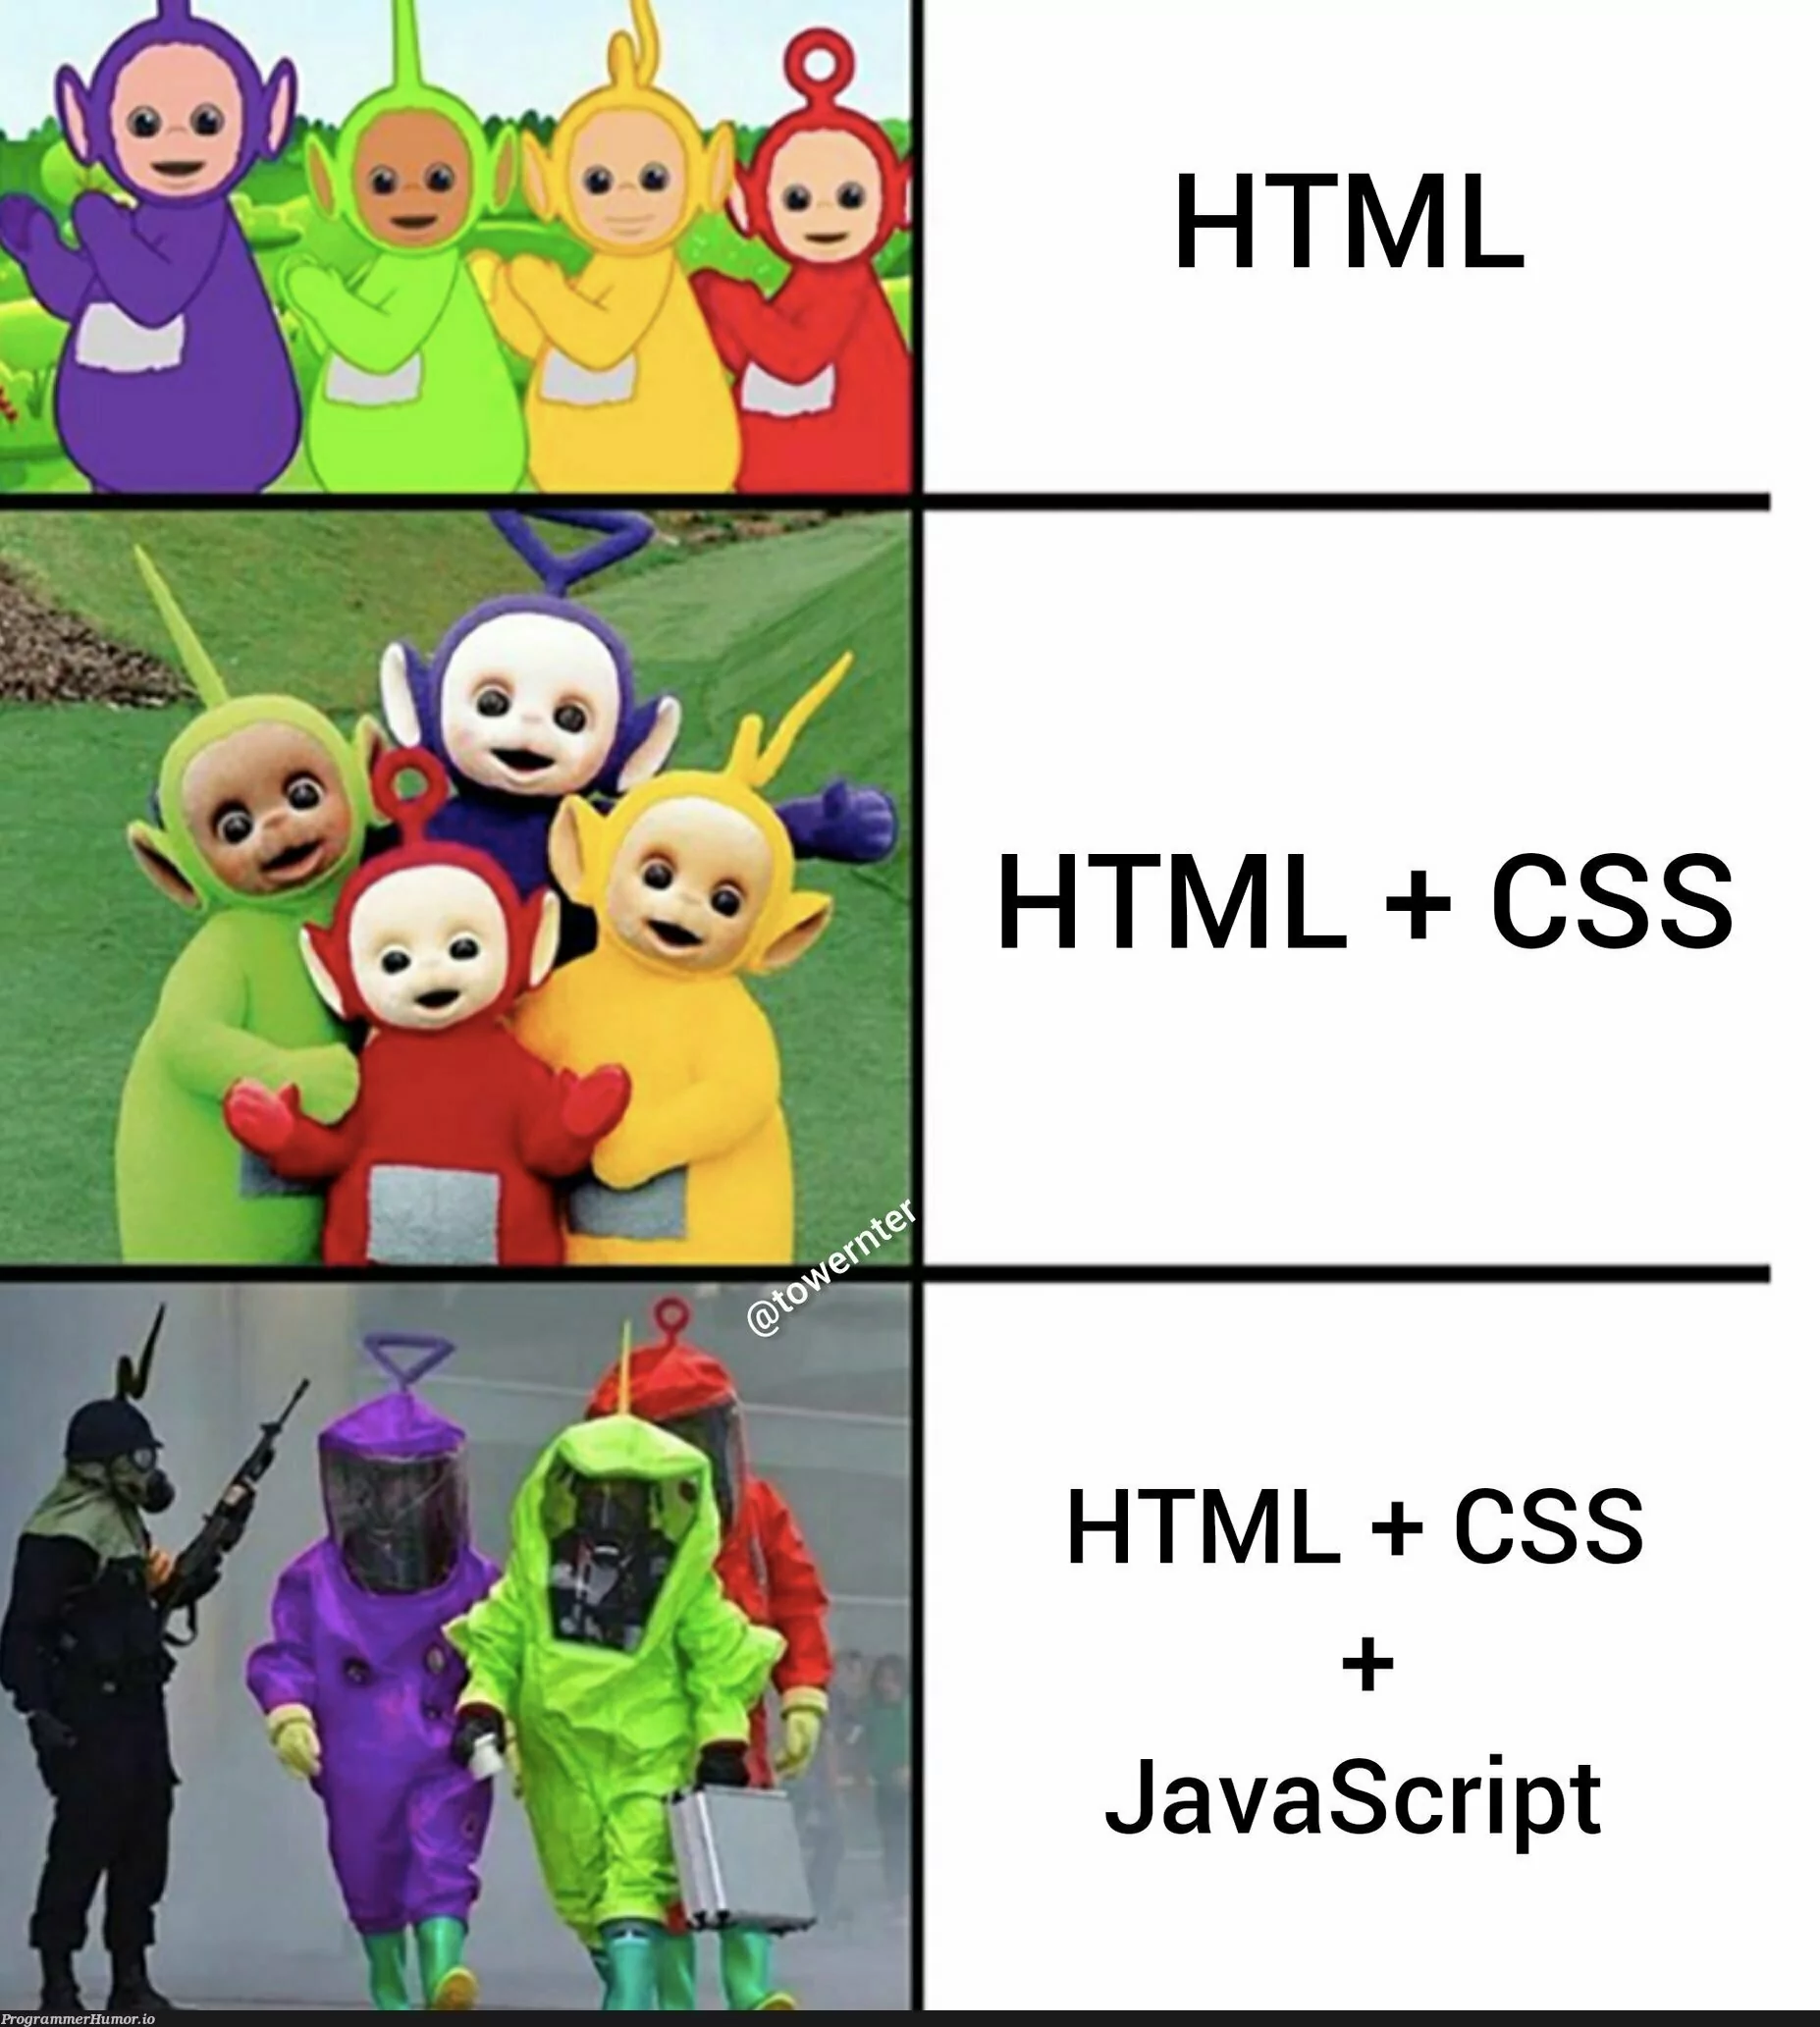 HTML
HTML + CSS
@towernter
HTML + CSS
+
JavaScript
ProgrammerHumor.io